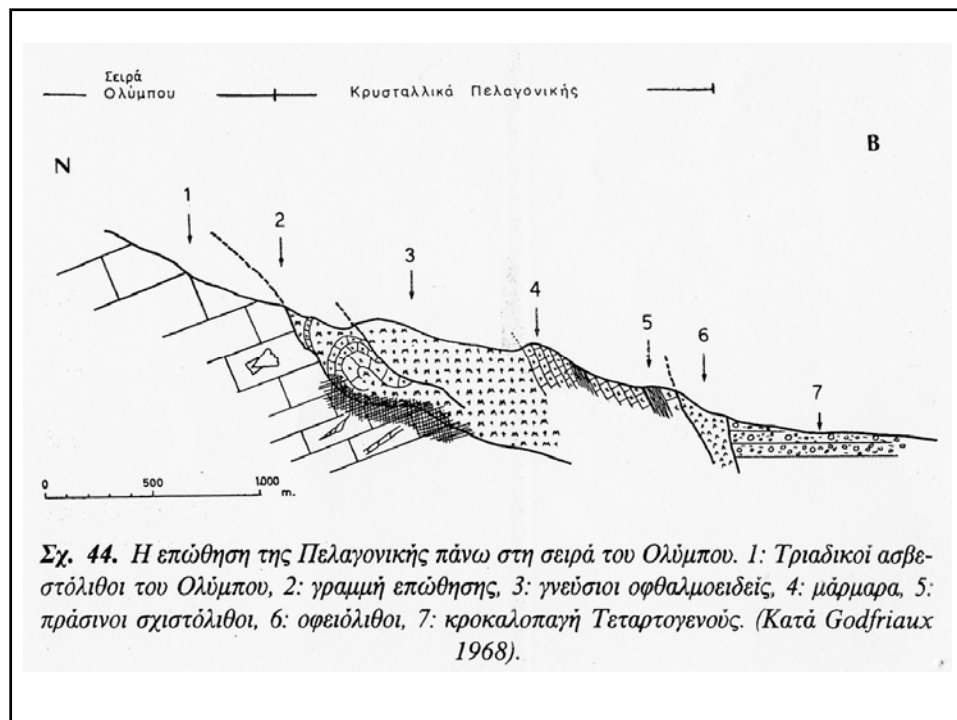 Σειρά
Ολύμπου
Κρυσταλλικά Πελαγονικής
Ν
Β
1
2
3
4
5
6
7
0 500 1.000 m.
Σχ. 44. Η επώθηση της Πελαγονικής πάνω στη σειρά του Ολύμπου. 1: Τριαδικοί ασβε-
στόλιθοι του Ολύμπου, 2: γραμμή επώθησης, 3: γνεύσιοι οφθαλμοειδείς, 4: μάρμαρα, 5:
πράσινοι σχιστόλιθοι, 6: οφειόλιθοι, 7: κροκαλοπαγή Τεταρτογενούς. (Κατά Godfriaux
1968).